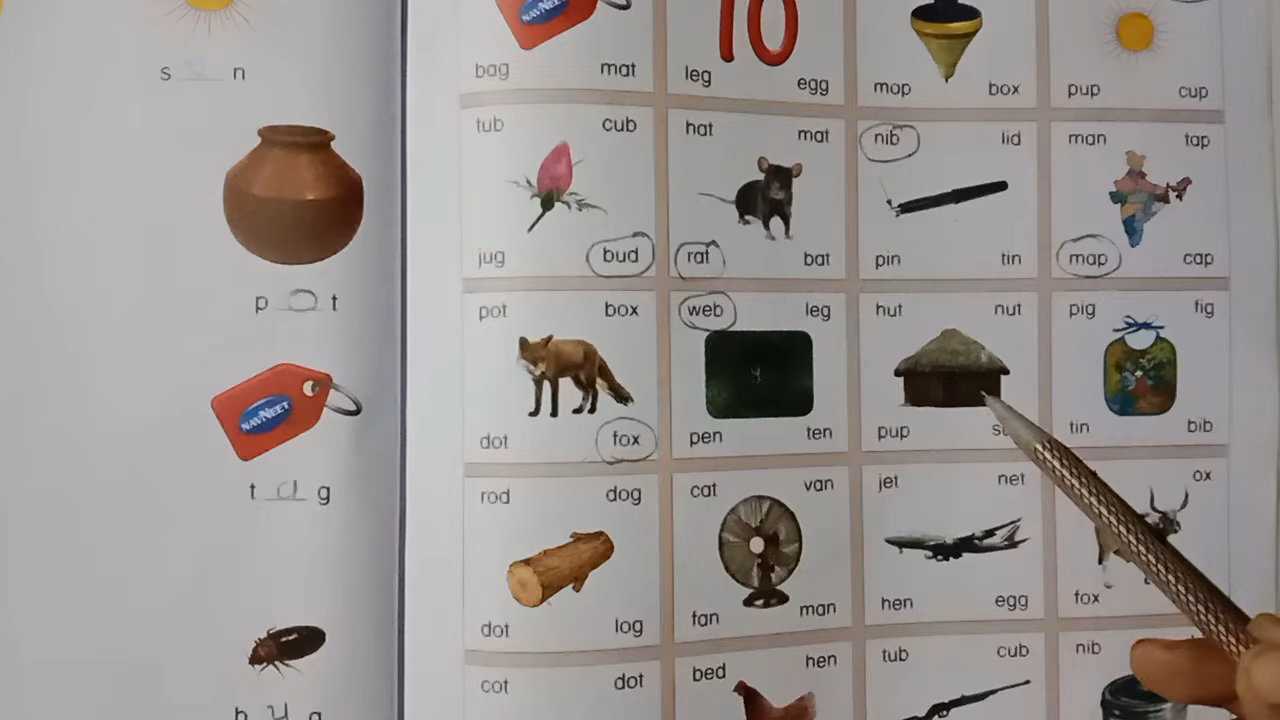 NAVNEET
bag mat
10
leg egg
mop box
pup cup
s n
tub cub
jug bud
hat mat
rat bat
nib lid
pin tin
man tap
map cap
p o t
pot box
dot fox
web leg
pen ten
hut nut
pup
pig fig
tin bib
NAVNEET
t a g
rod dog
dot log
cat van
fan man
jet net
hen egg
ox
fox
b u g
cot dot
bed hen
tub cub
nib